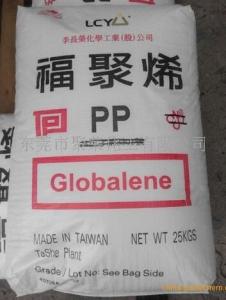 LCY
李長榮化學工業(股)公司
福聚烯
PP
Globalene
MADE IN TAIWAN NET WT 25KGS
TaShe Plant
Grade / Lot No: See Bag Side